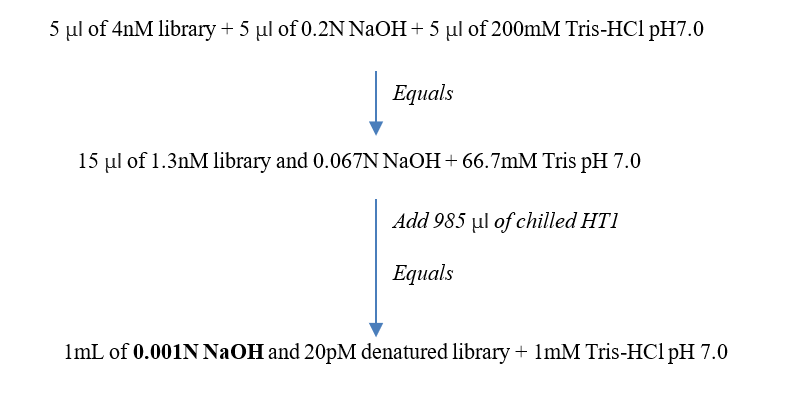 5 µl of 4nM library + 5 µl of 0.2N NaOH + 5 µl of 200mM Tris-HCl pH7.0
Equals
15 µl of 1.3nM library and 0.067N NaOH + 66.7mM Tris pH 7.0
Add 985 µl of chilled HT1
Equals
1mL of 0.001N NaOH and 20pM denatured library + 1mM Tris-HCl pH 7.0